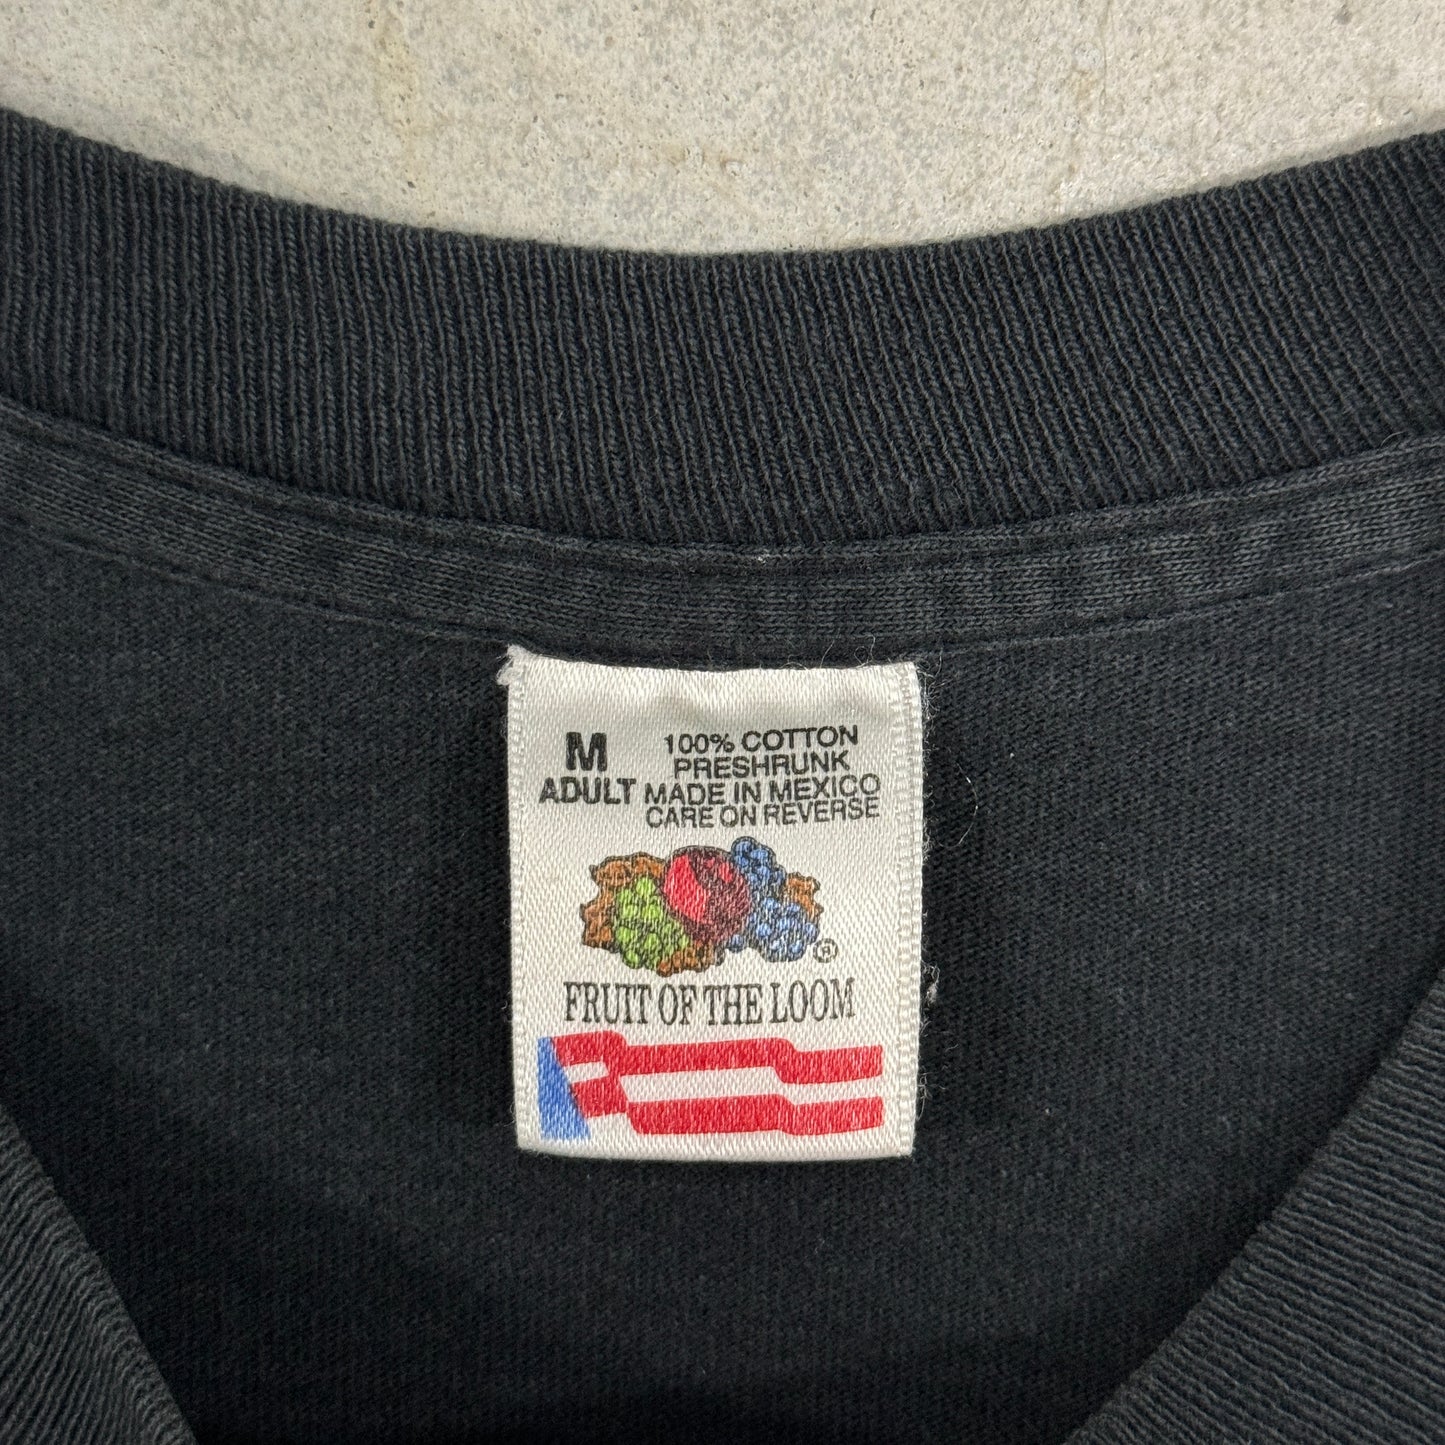 M
ADULT
100% COTTON
PRESHRUNK
MADE IN MEXICO
CARE ON REVERSE
®
FRUIT OF THE LOOM